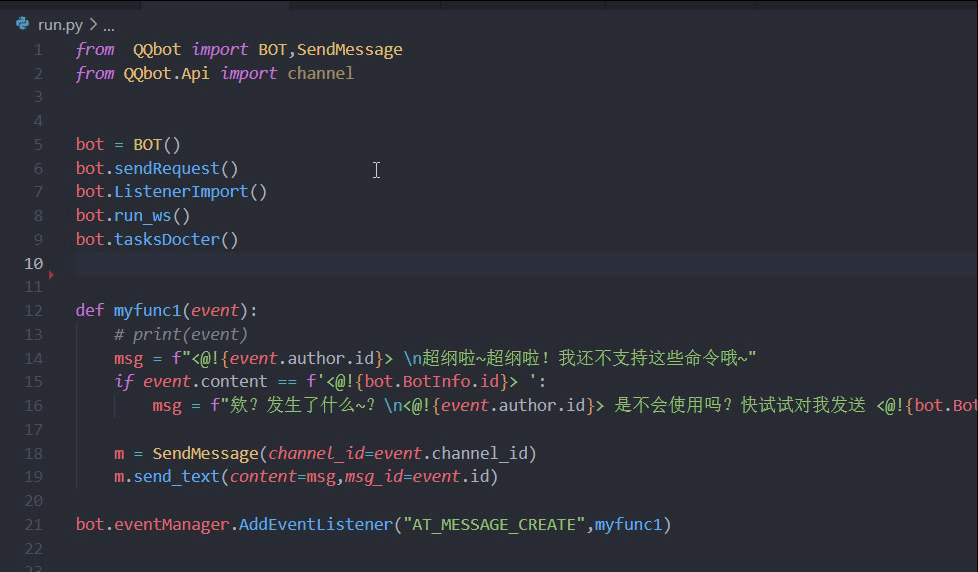 run.py > ...
1 from  QQbot import BOT,SendMessage
2 from QQbot.Api import channel
3
4
5 bot = BOT()
6 bot.sendRequest()
7 bot.ListenerImport()
8 bot.run_ws()
9 bot.tasksDocter()
10
11
12 def myfunc1(event):
13     # print(event)
14     msg = f"<@!{event.author.id}> \n超纲啦~超纲啦！我还不支持这些命令哦~"
15     if event.content == f'<@!{bot.BotInfo.id}> ':
16         msg = f"欸？发生了什么~？\n<@!{event.author.id}> 是不会使用吗？快试试对我发送 <@!{bot.Bot
17
18     m = SendMessage(channel_id=event.channel_id)
19     m.send_text(content=msg,msg_id=event.id)
20
21 bot.eventManager.AddEventListener("AT_MESSAGE_CREATE",myfunc1)
22
23